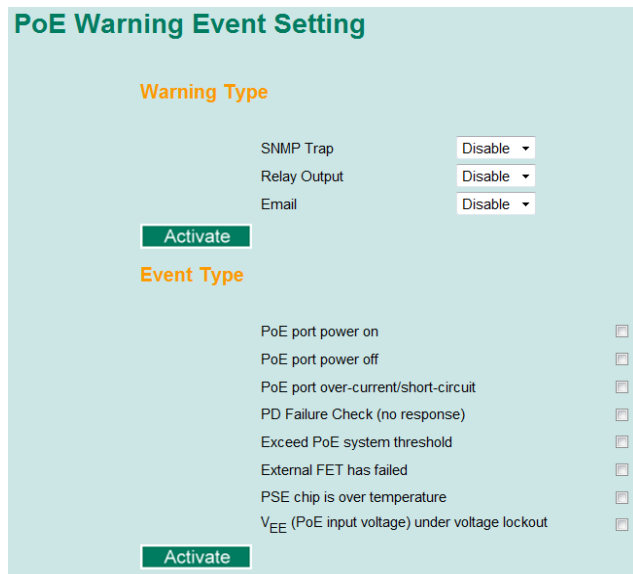 PoE Warning Event Setting
Warning Type
SNMP Trap Disable
Relay Output Disable
Email Disable
Activate
Event Type
PoE port power on
PoE port power off
PoE port over-current/short-circuit
PD Failure Check (no response)
Exceed PoE system threshold
External FET has failed
PSE chip is over temperature
VEE (PoE input voltage) under voltage lockout
Activate